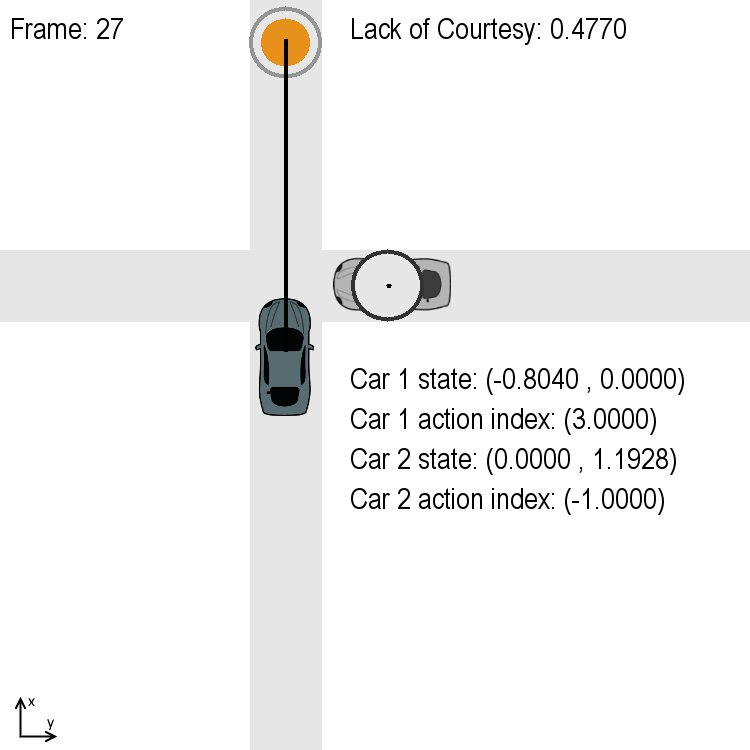 Frame: 27
Lack of Courtesy: 0.4770
Car 1 state: (-0.8040 , 0.0000)
Car 1 action index: (3.0000)
Car 2 state: (0.0000 , 1.1928)
Car 2 action index: (-1.0000)
x
y